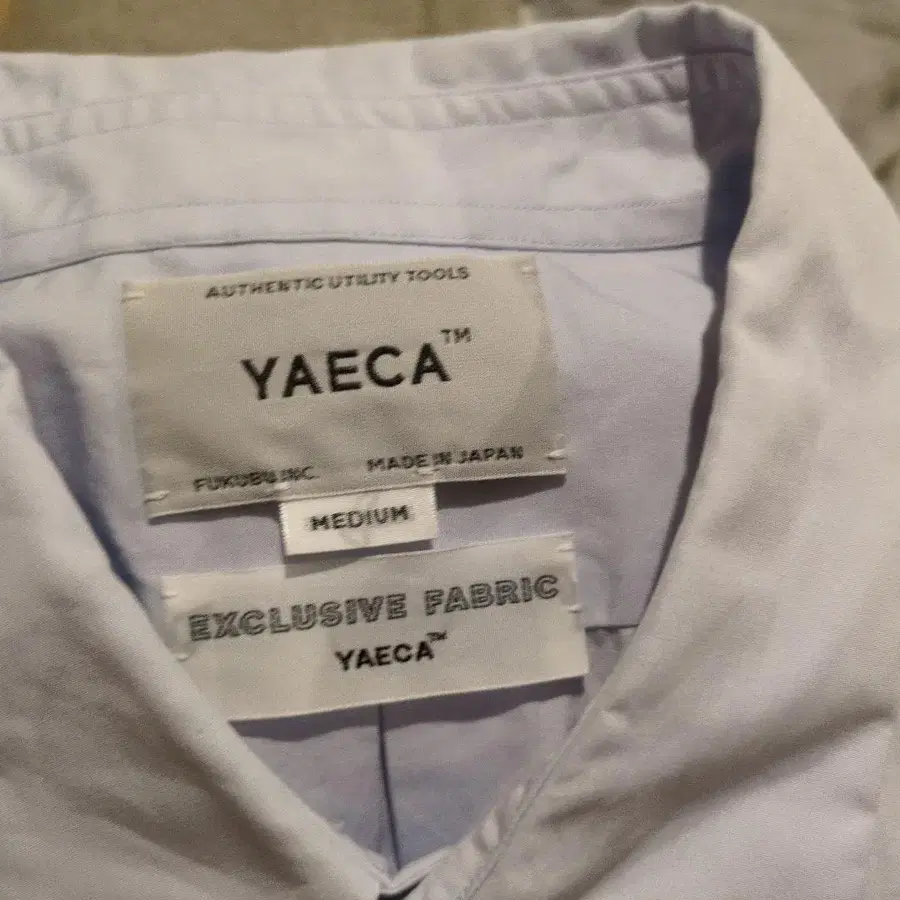 AUTHENTIC UTILITY TOOLS
YAECA™
FUKUBU INC. MADE IN JAPAN
MEDIUM
EXCLUSIVE FABRIC
YAECA™